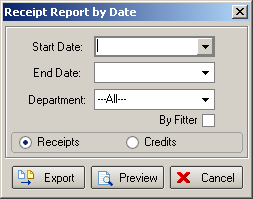 Receipt Report by Date
Start Date:
End Date:
Department: ---All---
By Fitter
Receipts Credits
Export Preview Cancel